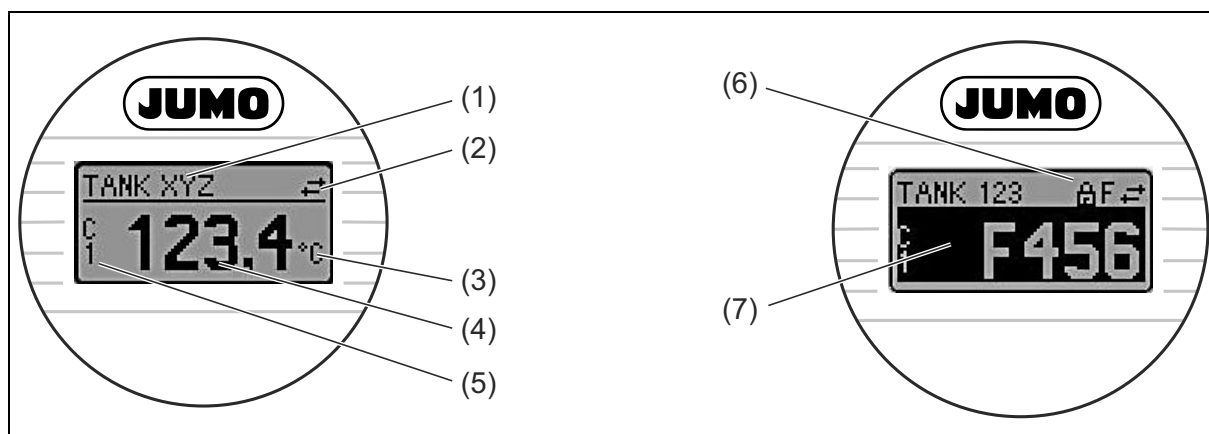 JUMO
TANK XYZ
C
1
123.4
°C
(1)
(2)
(3)
(4)
(5)
JUMO
TANK 123
F
C
1
F456
(6)
(7)